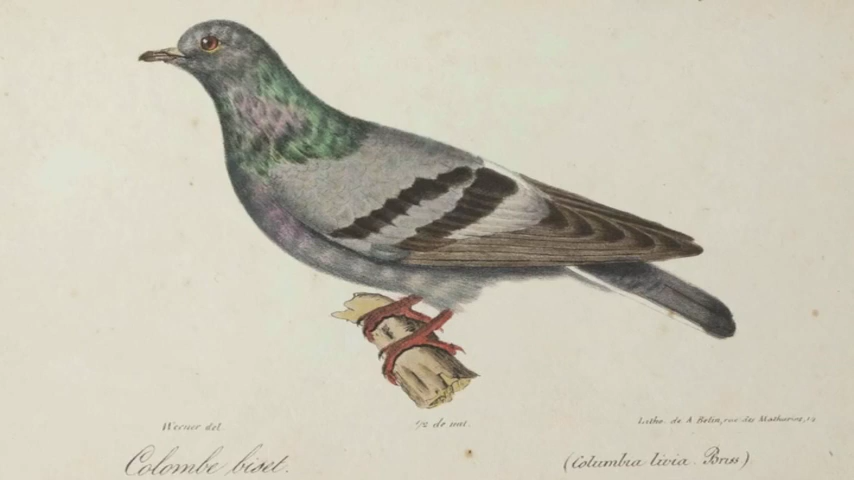 Werner del.
1/2 de nat.
Litho. de A Belin, rue des Mathurins, 14
Colombe biset.
(Columba livia. Briss)